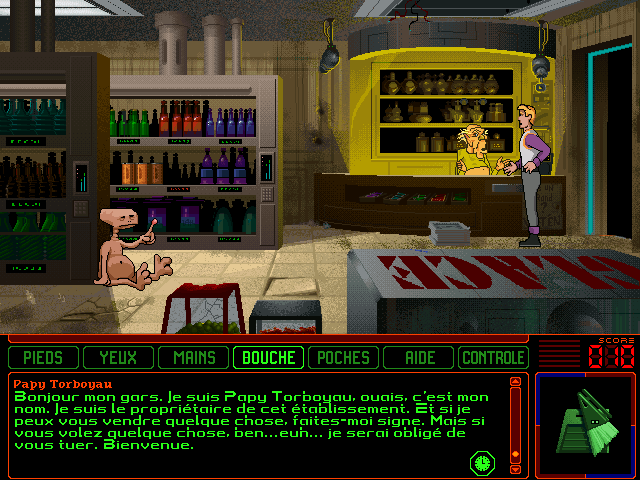 GLACE
PIEDS
YEUX
MAINS
BOUCHE
POCHES
AIDE
CONTROLE
SCORE
010
Papy Torboyau
Bonjour mon gars. Je suis Papy Torboyau, ouais, c'est mon
nom. Je suis le propriétaire de cet établissement. Et si je
peux vous vendre quelque chose, faites-moi signe. Mais si
vous volez quelque chose, ben...euh... je serai obligé de
vous tuer. Bienvenue.